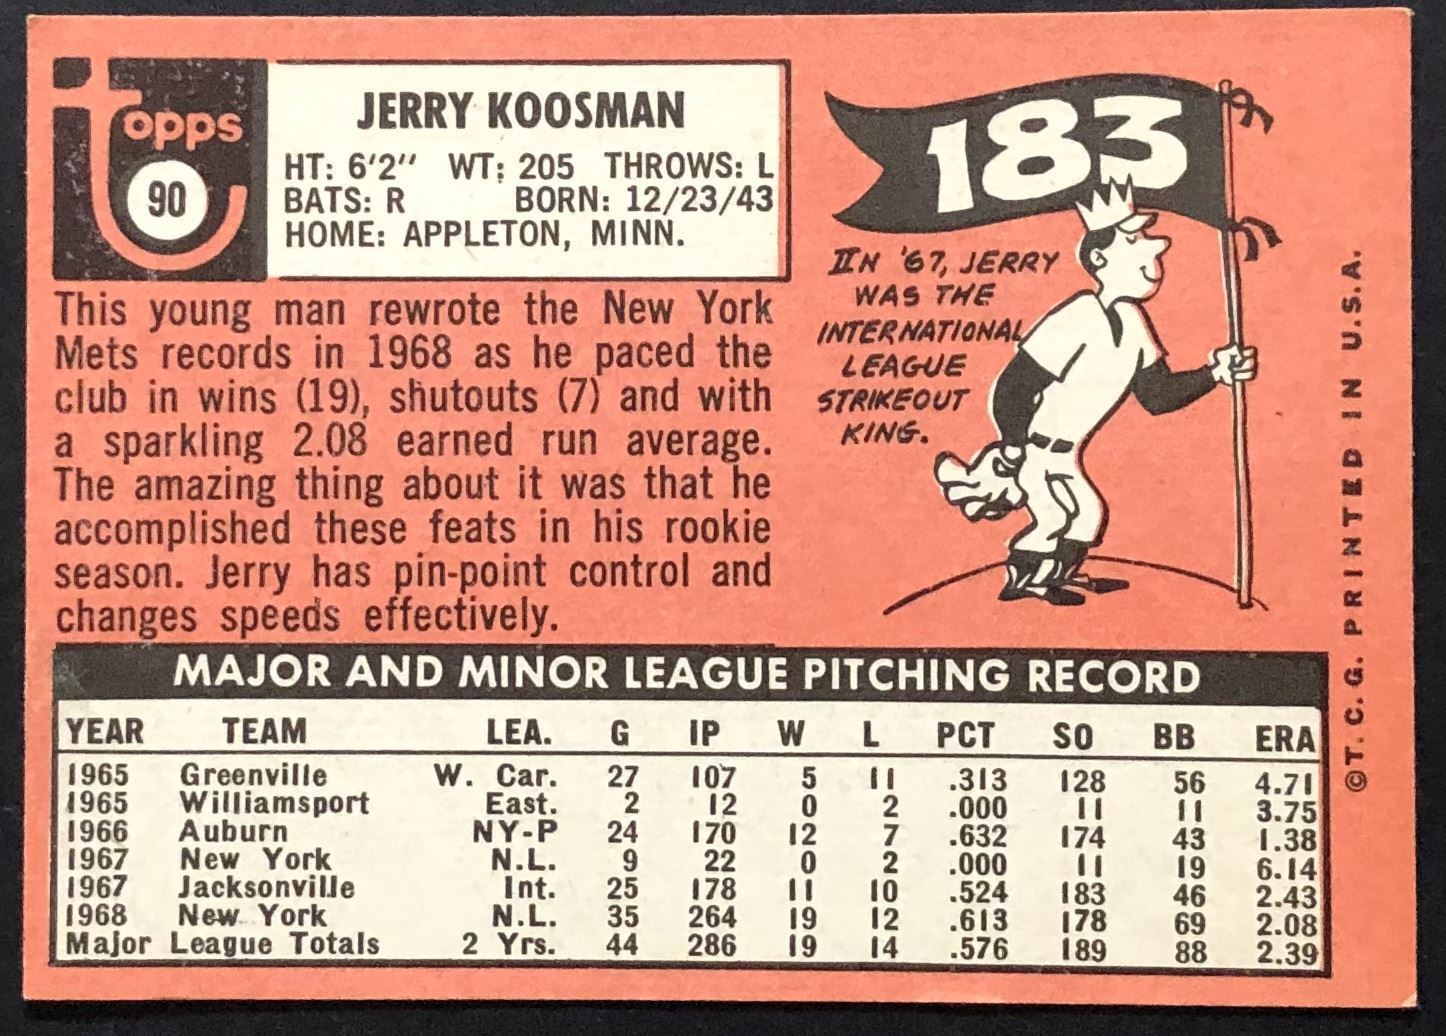 topps
90
JERRY KOOSMAN
HT: 6'2" WT: 205 THROWS: L
BATS: R BORN: 12/23/43
HOME: APPLETON, MINN.
This young man rewrote the New York
Mets records in 1968 as he paced the
club in wins (19), shutouts (7) and with
a sparkling 2.08 earned run average.
The amazing thing about it was that he
accomplished these feats in his rookie
season. Jerry has pin-point control and
changes speeds effectively.
183
IN '67, JERRY
WAS THE
INTERNATIONAL
LEAGUE
STRIKEOUT
KING.
©T. C. G. PRINTED IN U.S.A.
MAJOR AND MINOR LEAGUE PITCHING RECORD
YEAR TEAM LEA. G IP W L PCT SO BB ERA
1965 Greenville W. Car. 27 107 5 11 .313 128 56 4.71
1965 Williamsport East. 2 12 0 2 .000 11 11 3.75
1966 Auburn NY-P 24 170 12 7 .632 174 43 1.38
1967 New York N.L. 9 22 0 2 .000 11 19 6.14
1967 Jacksonville Int. 25 178 11 10 .524 183 46 2.43
1968 New York N.L. 35 264 19 12 .613 178 69 2.08
Major League Totals 2 Yrs. 44 286 19 14 .576 189 88 2.39